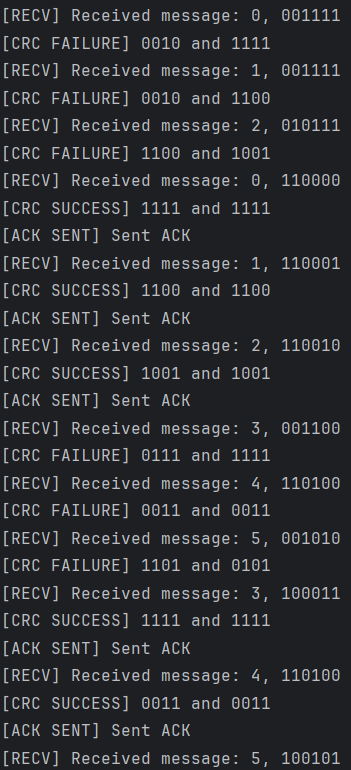 [RECV] Received message: 0, 001111
[CRC FAILURE] 0010 and 1111
[RECV] Received message: 1, 001111
[CRC FAILURE] 0010 and 1100
[RECV] Received message: 2, 010111
[CRC FAILURE] 1100 and 1001
[RECV] Received message: 0, 110000
[CRC SUCCESS] 1111 and 1111
[ACK SENT] Sent ACK
[RECV] Received message: 1, 110001
[CRC SUCCESS] 1100 and 1100
[ACK SENT] Sent ACK
[RECV] Received message: 2, 110010
[CRC SUCCESS] 1001 and 1001
[ACK SENT] Sent ACK
[RECV] Received message: 3, 001100
[CRC FAILURE] 0111 and 1111
[RECV] Received message: 4, 110100
[CRC FAILURE] 0011 and 0011
[RECV] Received message: 5, 001010
[CRC FAILURE] 1101 and 0101
[RECV] Received message: 3, 100011
[CRC SUCCESS] 1111 and 1111
[ACK SENT] Sent ACK
[RECV] Received message: 4, 110100
[CRC SUCCESS] 0011 and 0011
[ACK SENT] Sent ACK
[RECV] Received message: 5, 100101